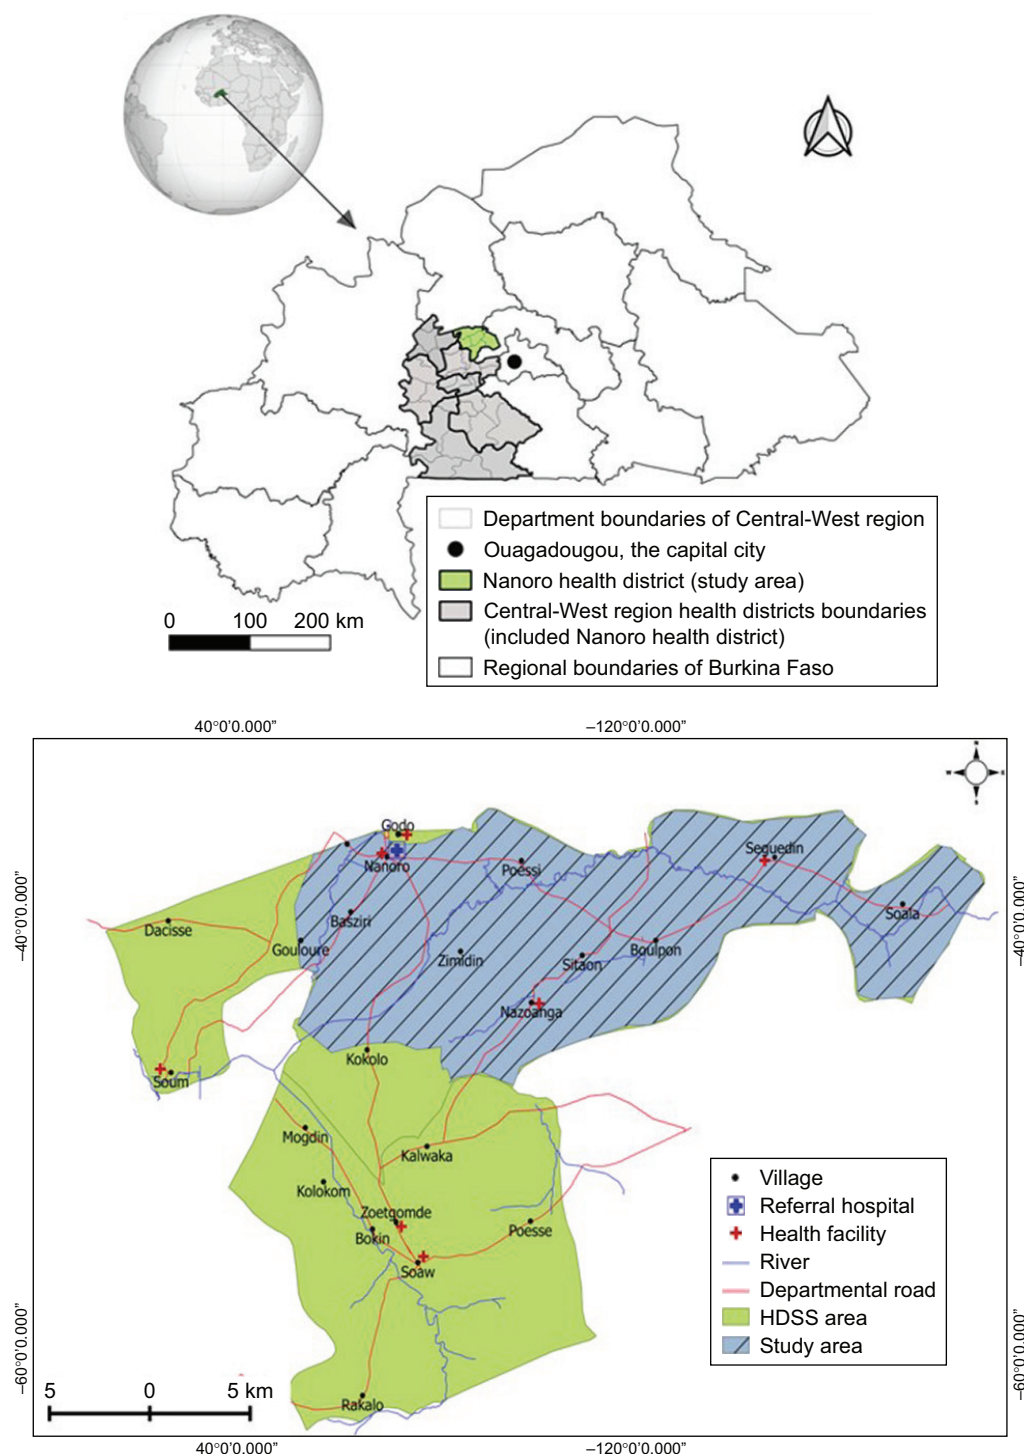 Department boundaries of Central-West region
Ouagadougou, the capital city
Nanoro health district (study area)
Central-West region health districts boundaries
(included Nanoro health district)
Regional boundaries of Burkina Faso
0 100 200 km
40°0'0.000" –120°0'0.000"
N
W E
S
–40°0'0.000"
–40°0'0.000"
Godo
Nanoro
Poessi
Seguedin
Dacisse
Basziri
Soala
Gouloure
Zimidin
Sitaon
Boulpon
Nazoanga
Kokolo
Soum
Mogdin
Kalwaka
Kolokom
Zoetgomde
Bokin
Poesse
Soaw
Rakalo
Village
Referral hospital
Health facility
River
Departmental road
HDSS area
Study area
–60°0'0.000"
–60°0'0.000"
5 0 5 km
40°0'0.000" –120°0'0.000"